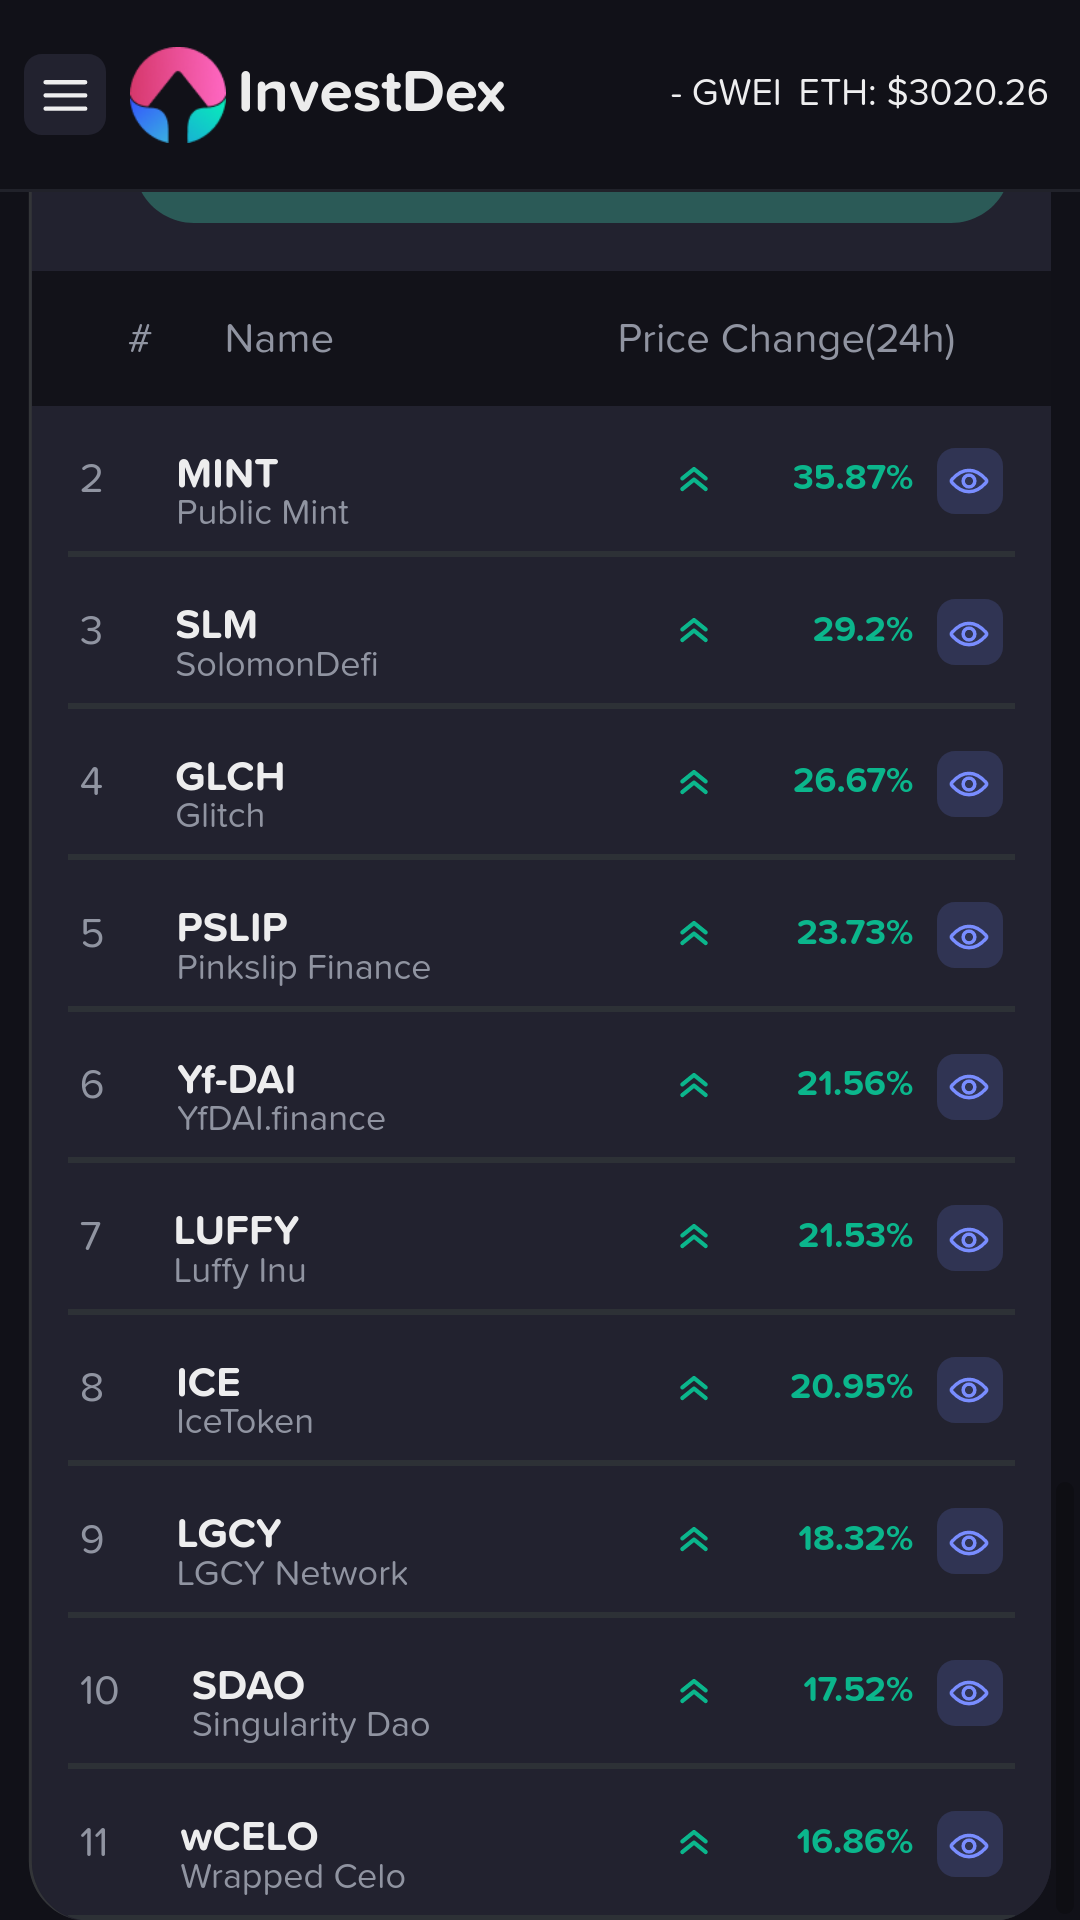 InvestDex
- GWEI ETH: $3020.26
# Name Price Change(24h)
2 MINT 35.87%
Public Mint
3 SLM 29.2%
SolomonDefi
4 GLCH 26.67%
Glitch
5 PSLIP 23.73%
Pinkslip Finance
6 Yf-DAI 21.56%
YfDAI.finance
7 LUFFY 21.53%
Luffy Inu
8 ICE 20.95%
IceToken
9 LGCY 18.32%
LGCY Network
10 SDAO 17.52%
Singularity Dao
11 wCELO 16.86%
Wrapped Celo